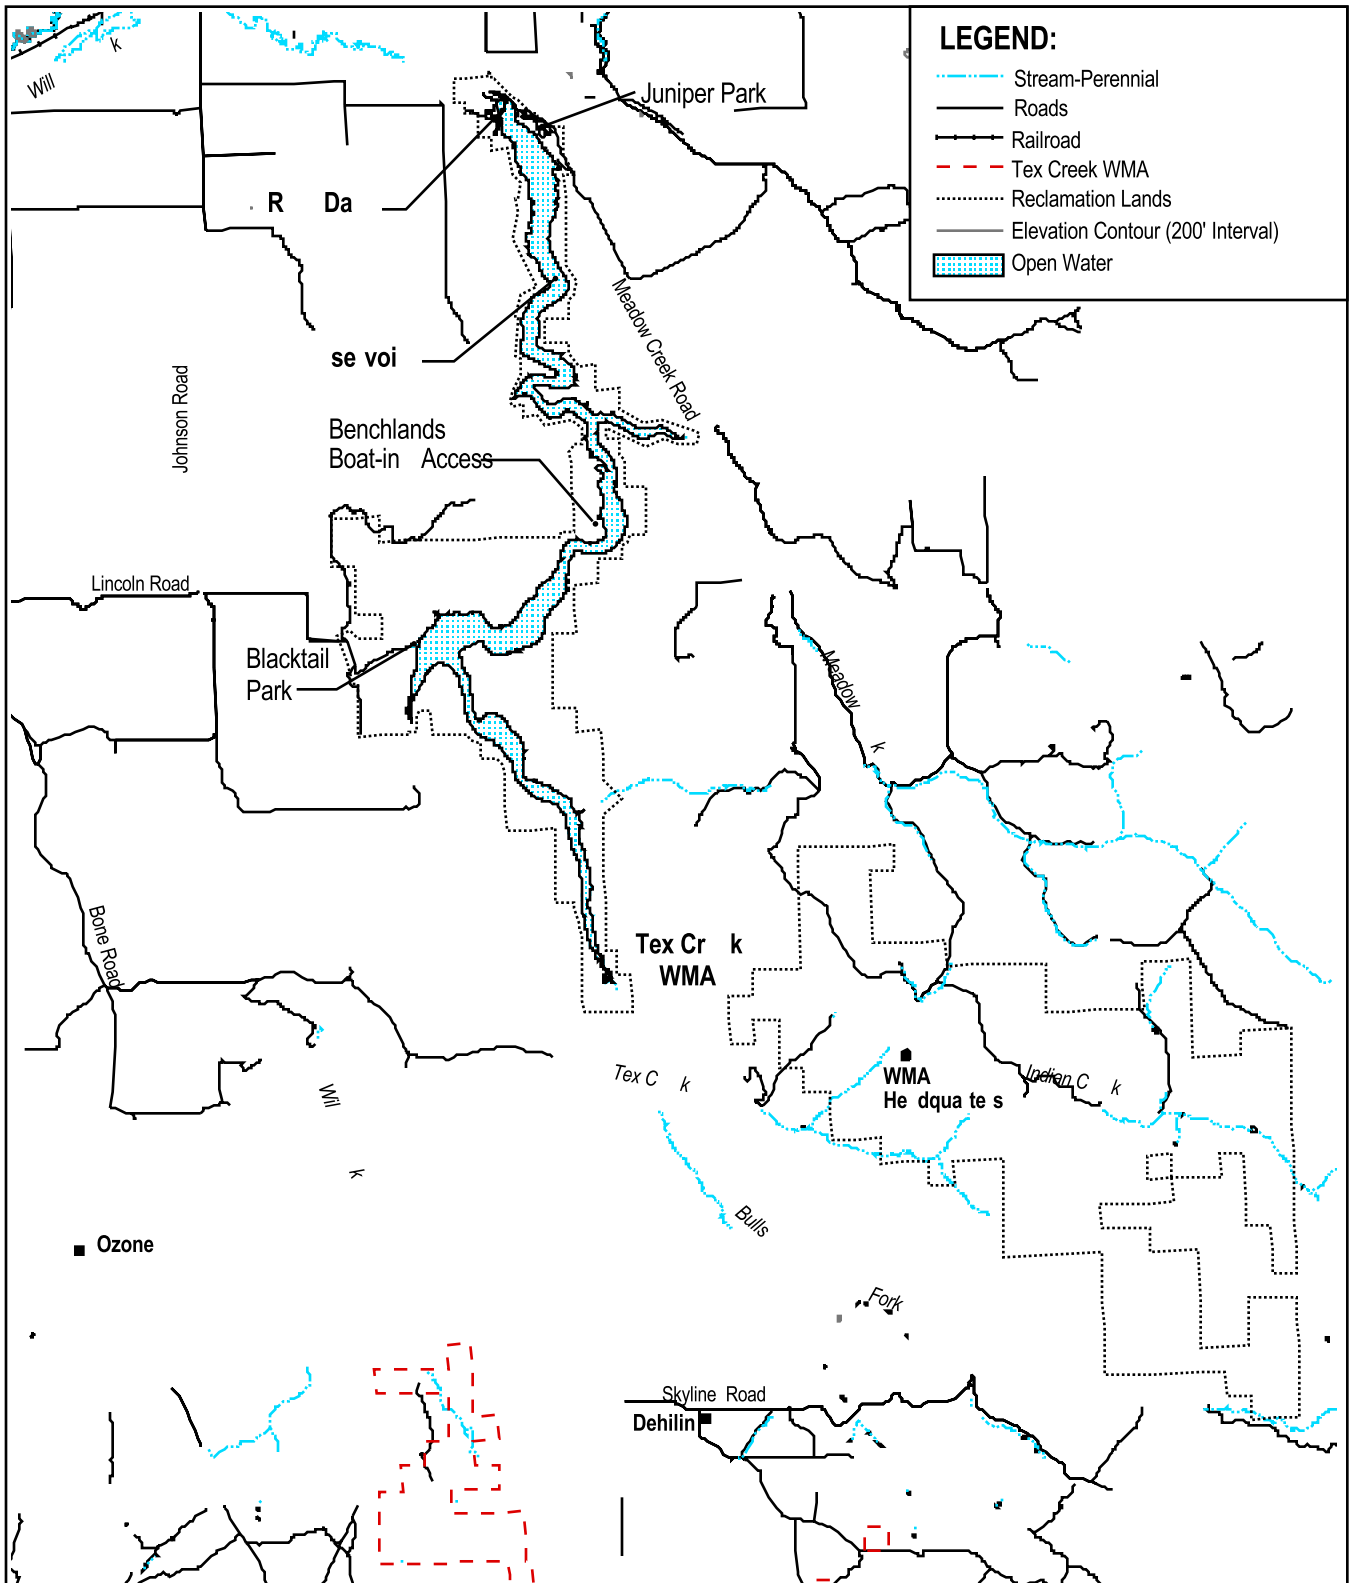 LEGEND:
Stream-Perennial
Roads
Railroad
Tex Creek WMA
Reclamation Lands
Elevation Contour (200' Interval)
Open Water
Will k
Juniper Park
R Da
se voi
Meadow Creek Road
Johnson Road
Benchlands
Boat-in Access
Lincoln Road
Blacktail
Park
Meadow
k
Bone Road
Tex Cr k
WMA
Tex C k
WMA
He dqua te s
Indian C k
Wil
k
Bulls
Ozone
Fork
Skyline Road
Dehilin